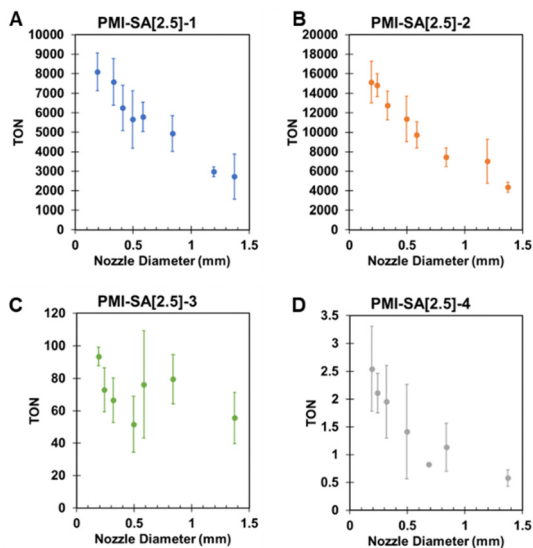 A PMI-SA[2.5]-1
10000
9000
8000
7000
6000
5000
4000
3000
2000
1000
0
TON
0 0.5 1 1.5
Nozzle Diameter (mm)
B PMI-SA[2.5]-2
20000
18000
16000
14000
12000
10000
8000
6000
4000
2000
0
TON
0 0.5 1 1.5
Nozzle Diameter (mm)
C PMI-SA[2.5]-3
120
100
80
60
40
20
0
TON
0 0.5 1 1.5
Nozzle Diameter (mm)
D PMI-SA[2.5]-4
3.5
3
2.5
2
1.5
1
0.5
0
TON
0 0.5 1 1.5
Nozzle Diameter (mm)